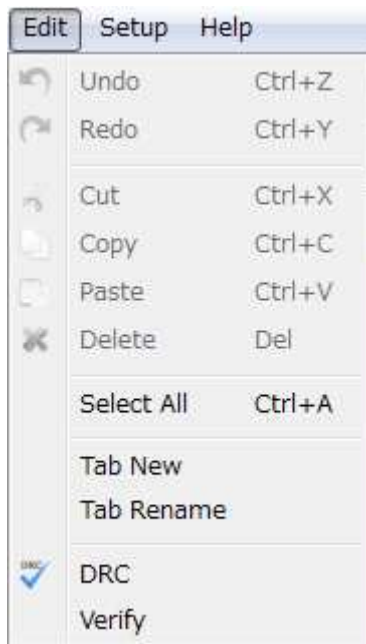 Edit Setup Help
Undo Ctrl+Z
Redo Ctrl+Y
Cut Ctrl+X
Copy Ctrl+C
Paste Ctrl+V
Delete Del
Select All Ctrl+A
Tab New
Tab Rename
DRC DRC
Verify